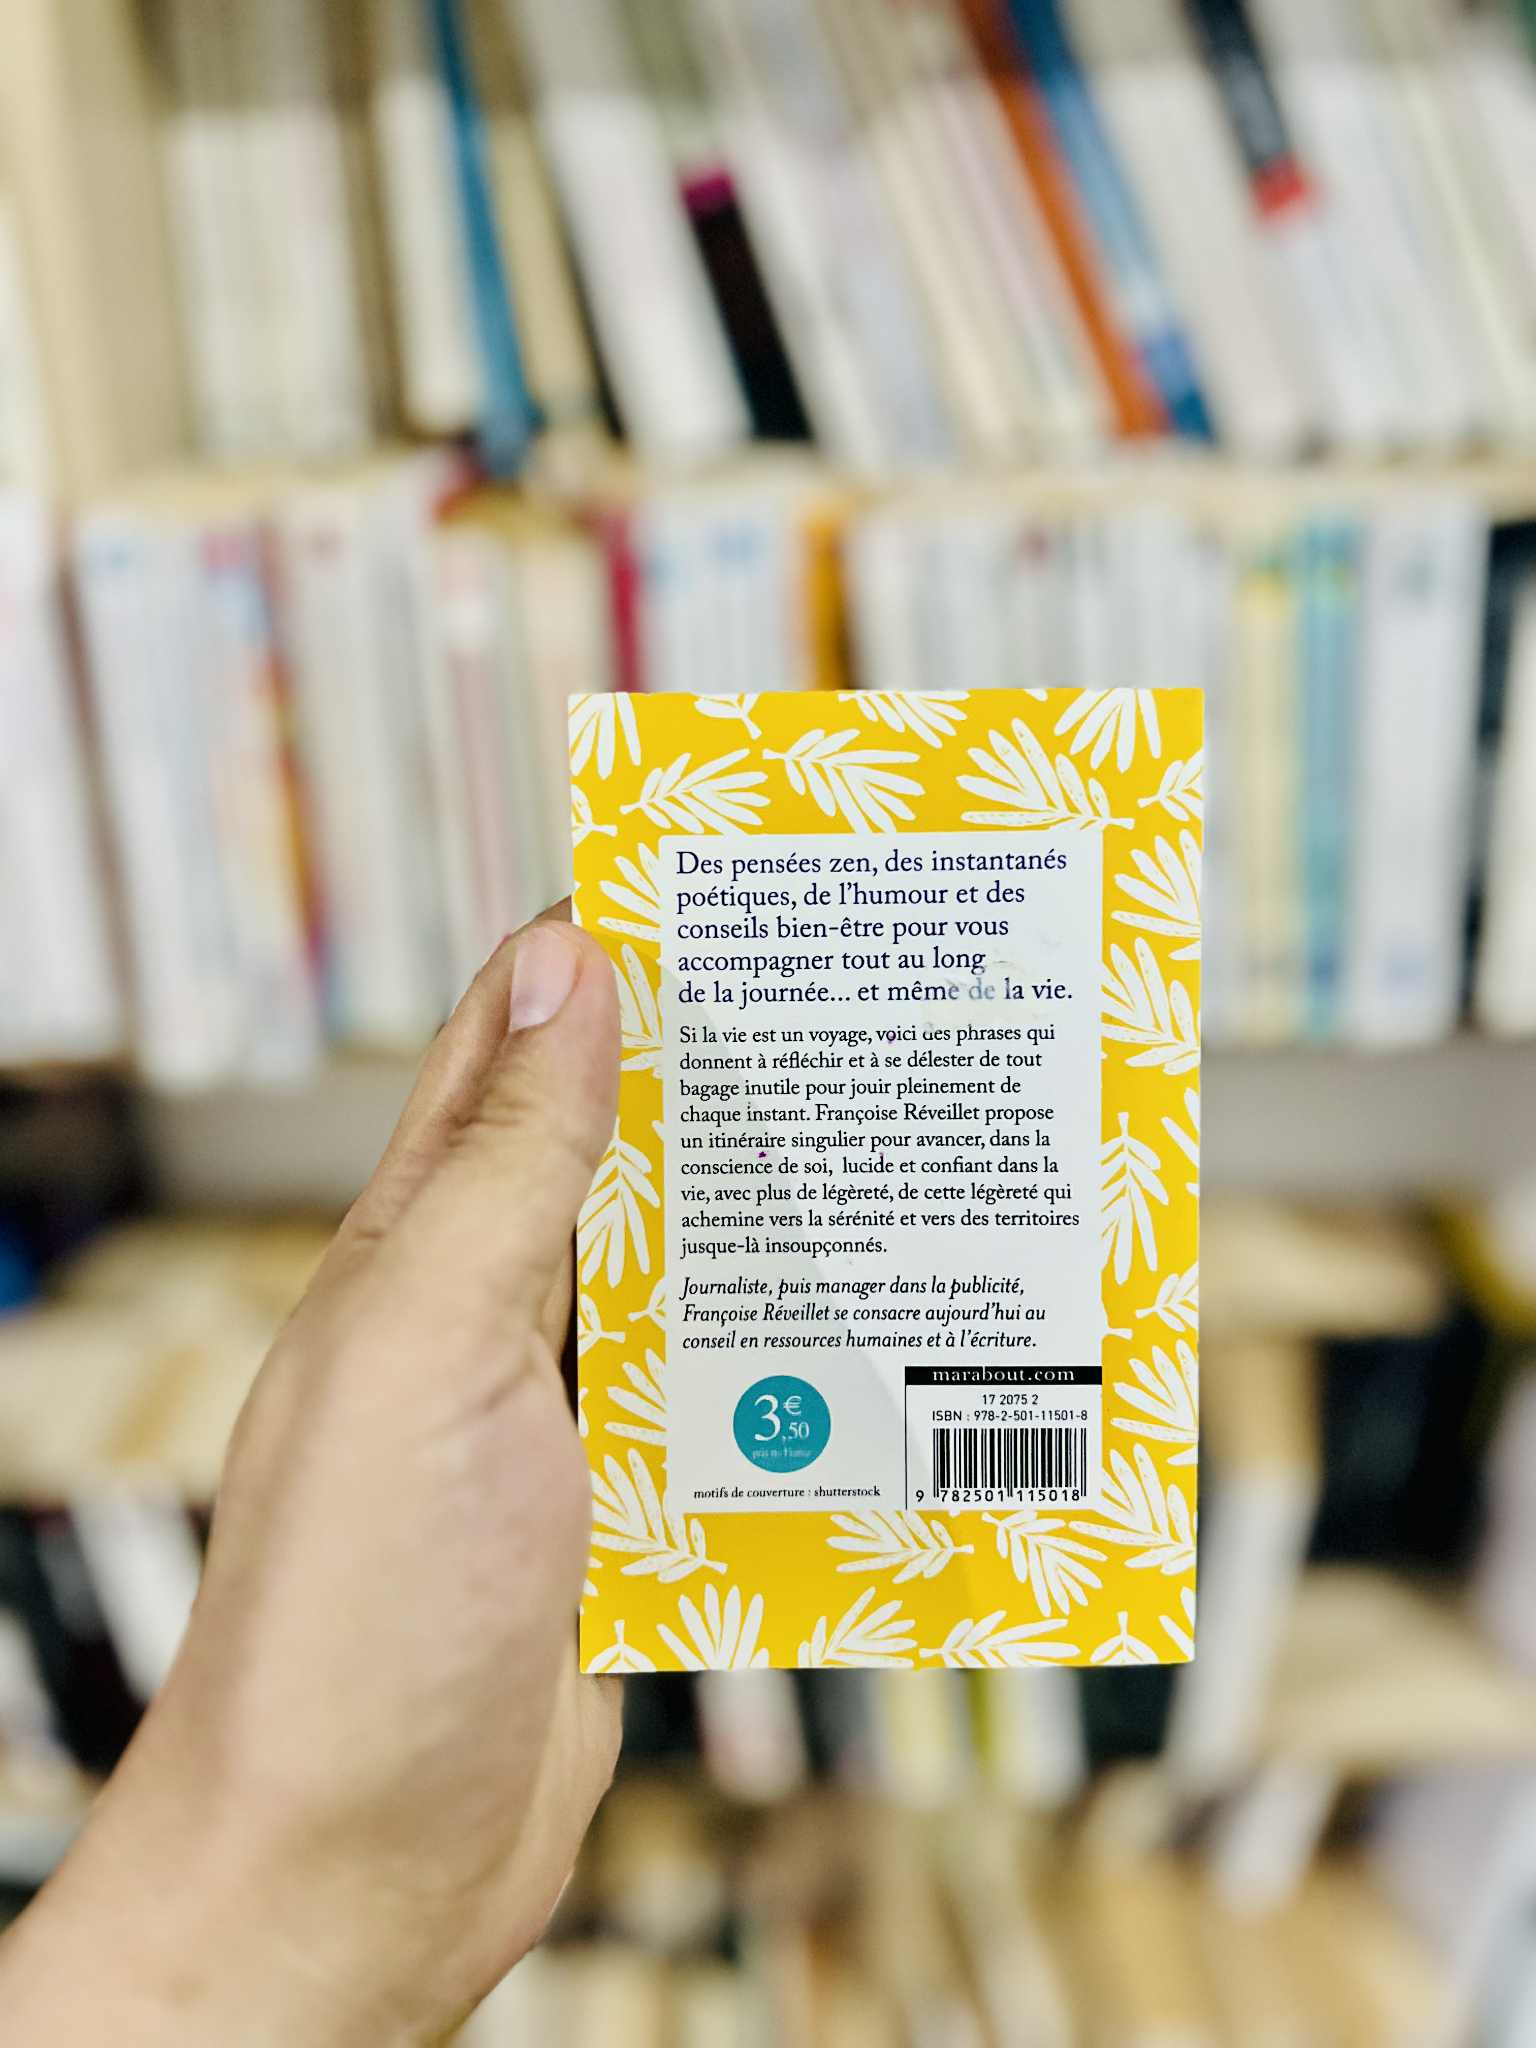 Des pensées zen, des instantanés
poétiques, de l'humour et des
conseils bien-être pour vous
accompagner tout au long
de la journée... et même de la vie.
Si la vie est un voyage, voici des phrases qui
donnent à réfléchir et à se délester de tout
bagage inutile pour jouir pleinement de
chaque instant. Françoise Réveillet propose
un itinéraire singulier pour avancer, dans la
conscience de soi, lucide et confiant dans la
vie, avec plus de légèreté, de cette légèreté qui
achemine vers la sérénité et vers des territoires
jusque-là insoupçonnés.
Journaliste, puis manager dans la publicité,
Françoise Réveillet se consacre aujourd'hui au
conseil en ressources humaines et à l'écriture.
3€,50
motifs de couverture : shutterstock
marabout.com
17 2075 2
ISBN : 978-2-501-11501-8
9 782501 115018